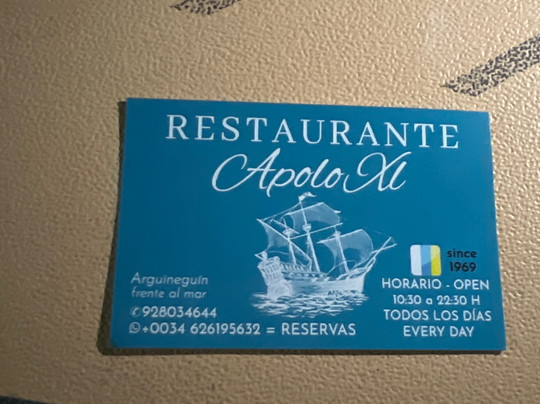 RESTAURANTE
Apolo XI
since
1969
Arguineguín
frente al mar
928034644
+0034 626195632 = RESERVAS
HORARIO - OPEN
10:30 a 22:30 H
TODOS LOS DÍAS
EVERY DAY